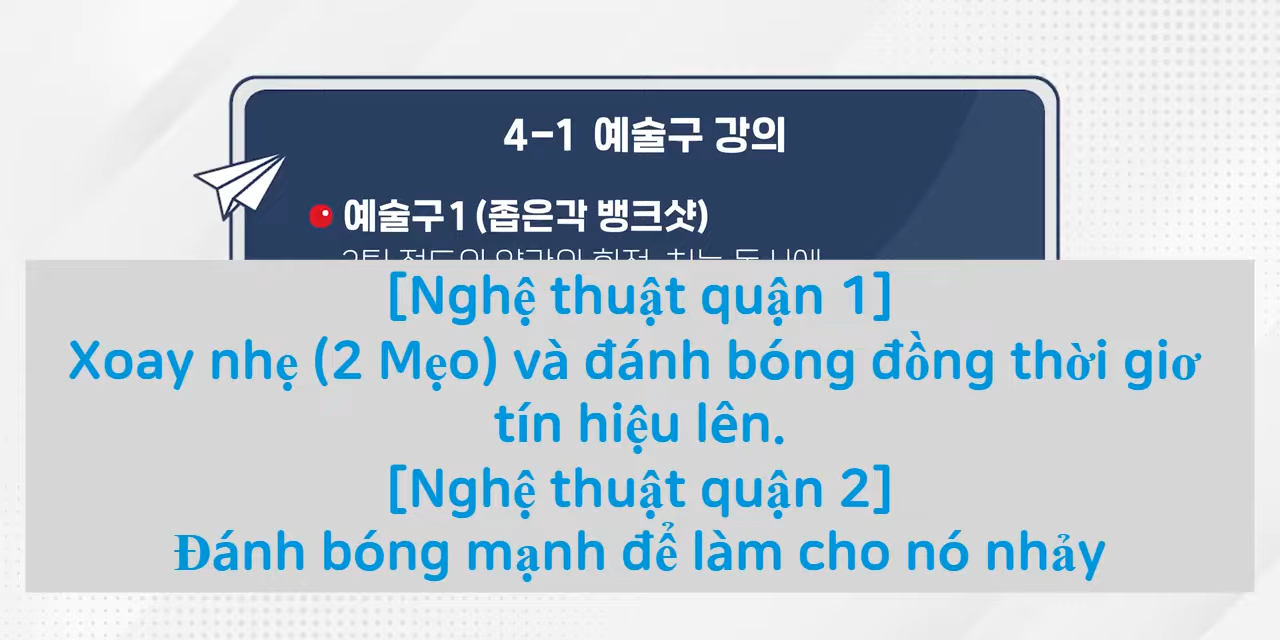 4-1 예술구 강의
예술구1 (좁은각 뱅크샷)
[Nghệ thuật quận 1]
Xoay nhẹ (2 Mẹo) và đánh bóng đồng thời giơ
tín hiệu lên.
[Nghệ thuật quận 2]
Đánh bóng mạnh để làm cho nó nhảy